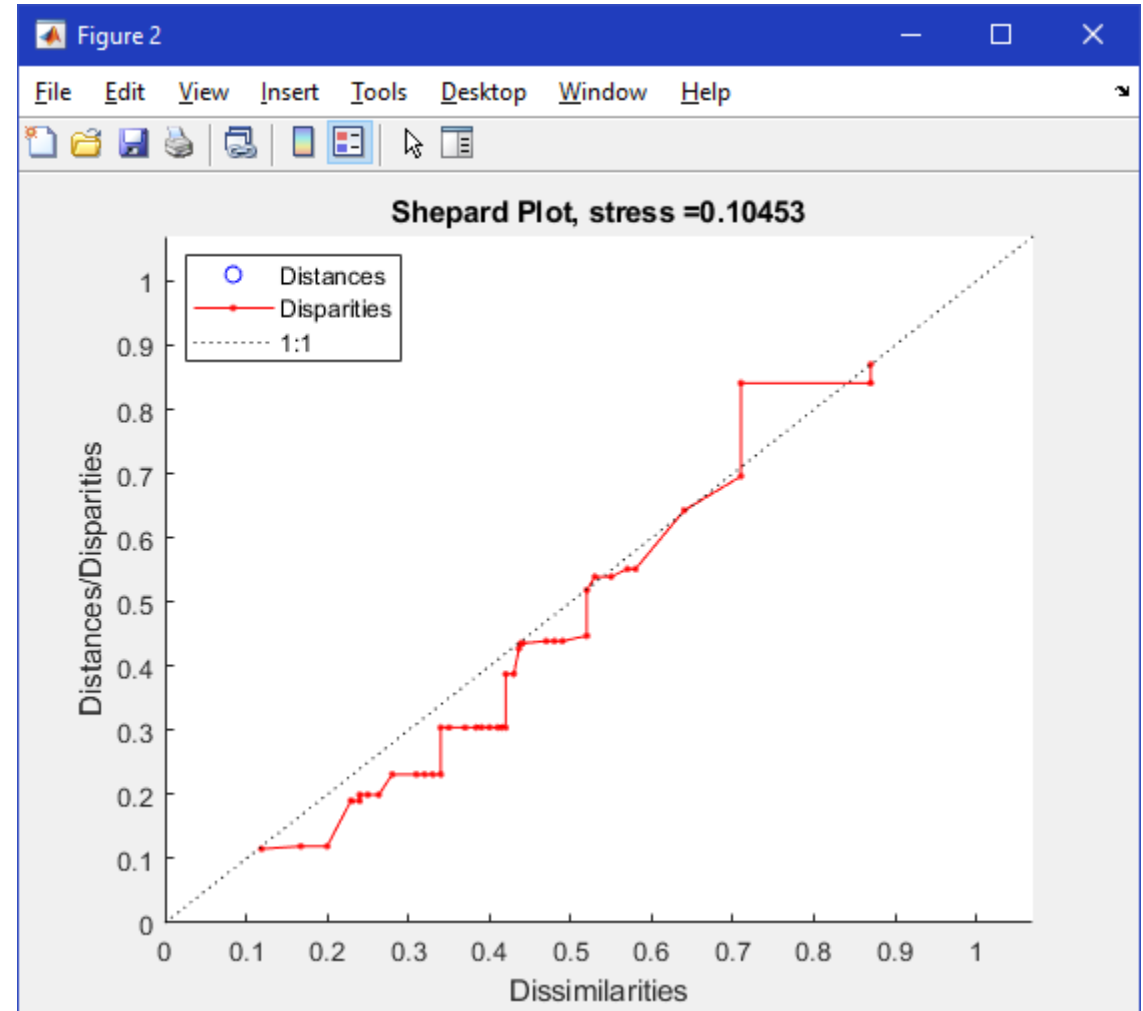 Figure 2
File Edit View Insert Tools Desktop Window Help
Shepard Plot, stress =0.10453
Distances
Disparities
1:1
Distances/Disparities
1
0.9
0.8
0.7
0.6
0.5
0.4
0.3
0.2
0.1
0
0 0.1 0.2 0.3 0.4 0.5 0.6 0.7 0.8 0.9 1
Dissimilarities